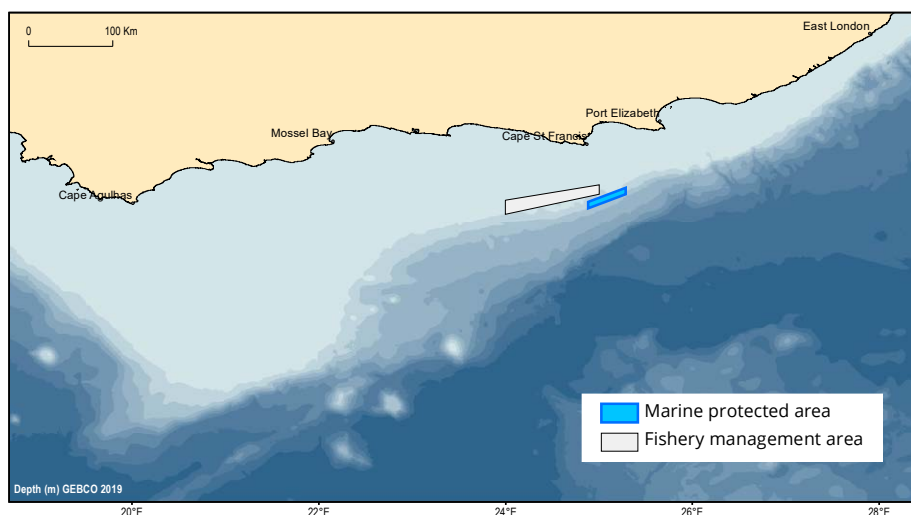 East London
0 100 Km
Port Elizabeth
Mossel Bay
Cape St Francis
Cape Agulhas
Marine protected area
Fishery management area
Depth (m) GEBCO 2019
20°E 22°E 24°E 26°E 28°E